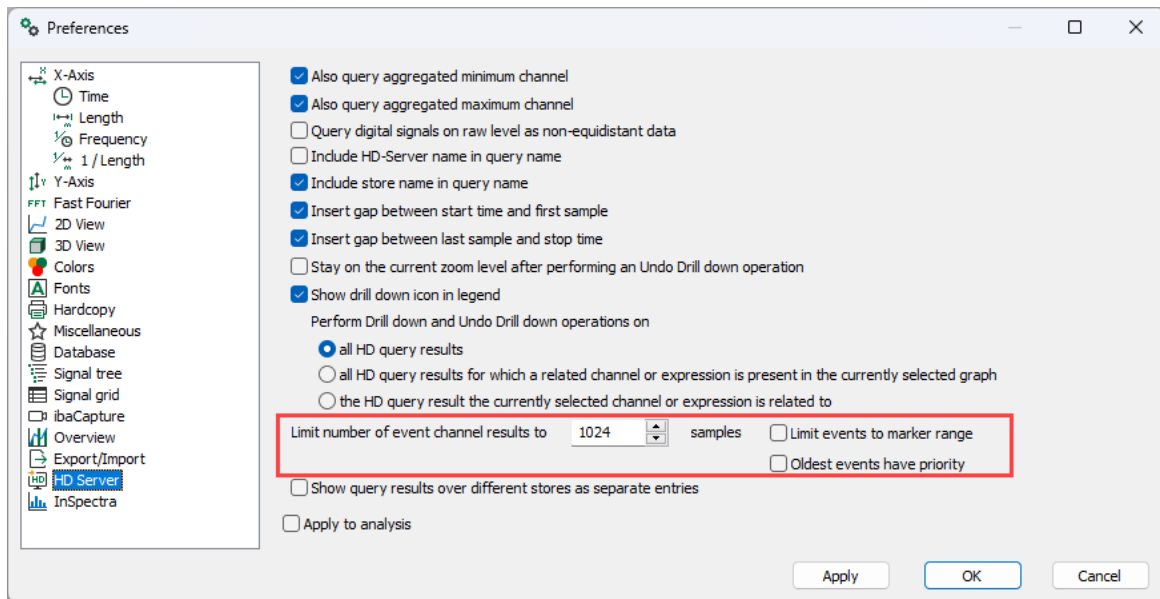 Preferences
X-Axis
Time
Length
Frequency
1 / Length
Y-Axis
FFT Fast Fourier
2D View
3D View
Colors
Fonts
Hardcopy
Miscellaneous
Database
Signal tree
Signal grid
ibaCapture
Overview
Export/Import
HD Server
InSpectra
Also query aggregated minimum channel
Also query aggregated maximum channel
Query digital signals on raw level as non-equidistant data
Include HD-Server name in query name
Include store name in query name
Insert gap between start time and first sample
Insert gap between last sample and stop time
Stay on the current zoom level after performing an Undo Drill down operation
Show drill down icon in legend
Perform Drill down and Undo Drill down operations on
all HD query results
all HD query results for which a related channel or expression is present in the currently selected graph
the HD query result the currently selected channel or expression is related to
Limit number of event channel results to 1024 samples Limit events to marker range
Oldest events have priority
Show query results over different stores as separate entries
Apply to analysis
Apply OK Cancel